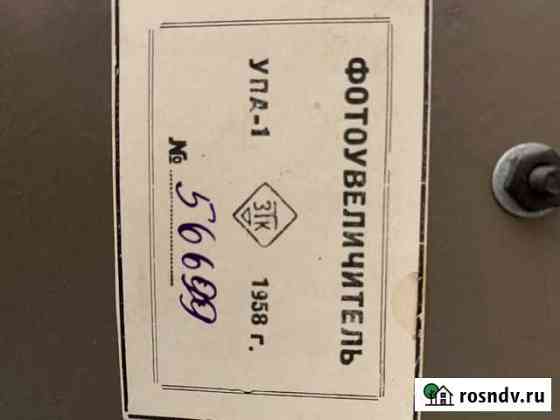 ФОТОУВЕЛИЧИТЕЛЬ
УПА-1 ЗТК 1958 г.
№ 56699
rosndv.ru